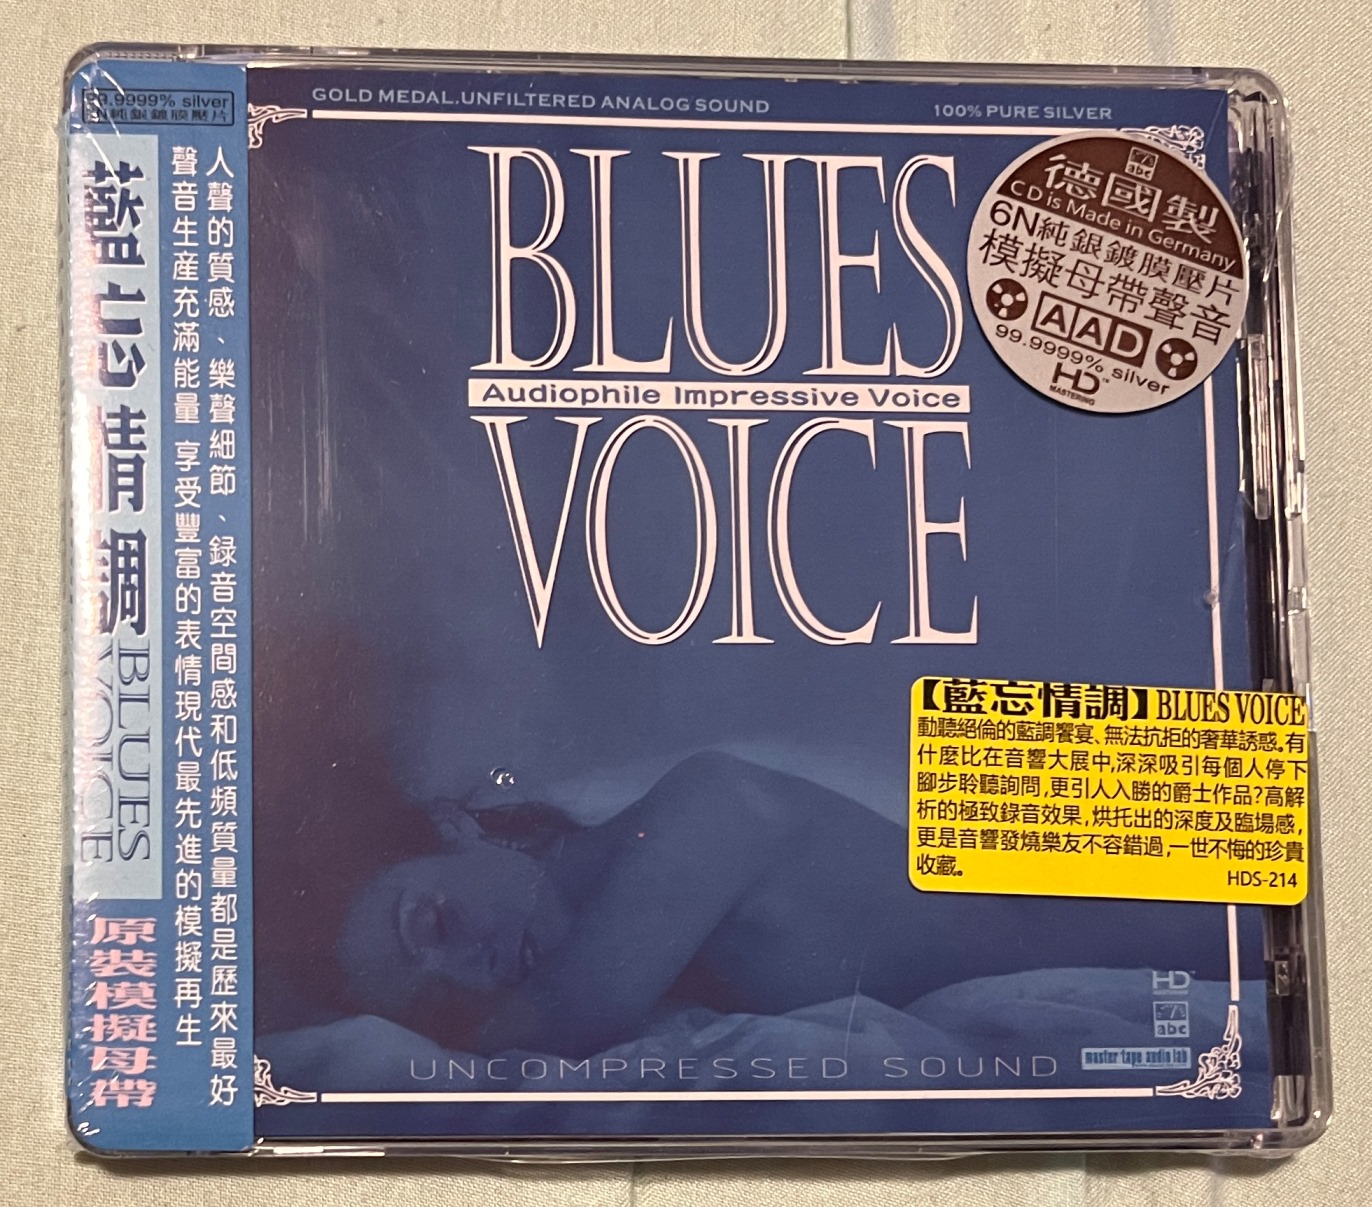 99.9999% silver
純銀鍍膜壓片
藍忘情調
BLUES
VOICE
原裝模擬母帶
人聲的質感、樂聲細節、録音空間感和低頻質量都是歷來最好
聲音生産充滿能量 享受豐富的表情現代最先進的模擬再生
GOLD MEDAL.UNFILTERED ANALOG SOUND
100% PURE SILVER
BLUES
Audiophile Impressive Voice
VOICE
abc
德國製
CD is Made in Germany
6N純銀鍍膜壓片
模擬母帶聲音
AAD
99.9999% silver
HD
MASTERING
【藍忘情調】BLUES VOICE
動聽絕倫的藍調饗宴、無法抗拒的奢華誘惑。有
什麼比在音響大展中,深深吸引每個人停下
腳步聆聽詢問,更引人入勝的爵士作品?高解
析的極致錄音效果,烘托出的深度及臨場感,
更是音響發燒樂友不容錯過,一世不悔的珍貴
收藏。
HDS-214
HD
MASTERING
abc
master tape audio lab
UNCOMPRESSED SOUND